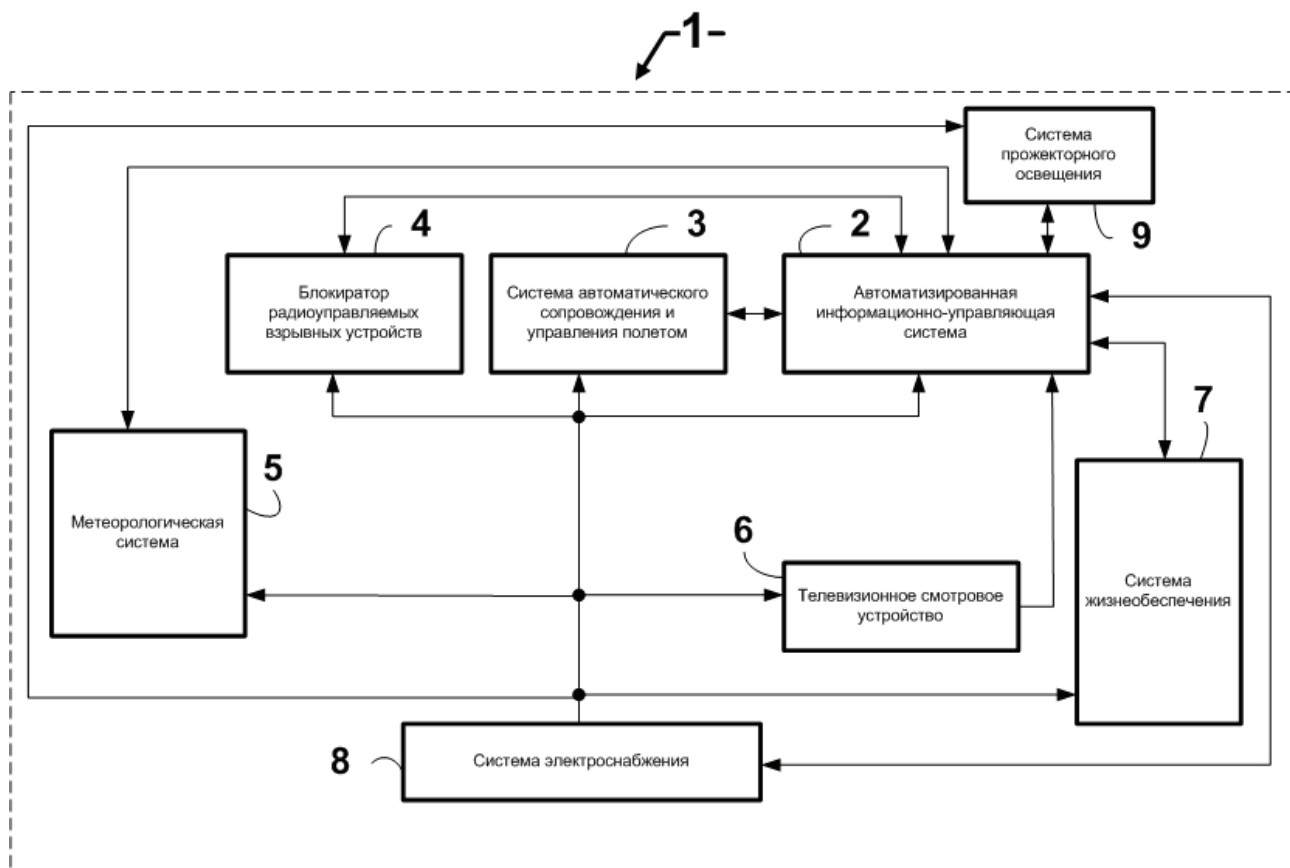 1
Система
прожекторного
освещения
9
4
3
2
Блокиратор
радиоуправляемых
взрывных устройств
Система автоматического
сопровождения и
управления полетом
Автоматизированная
информационно-управляющая
система
7
5
Метеорологическая
система
6
Телевизионное смотровое
устройство
Система
жизнеобеспечения
8
Система электроснабжения